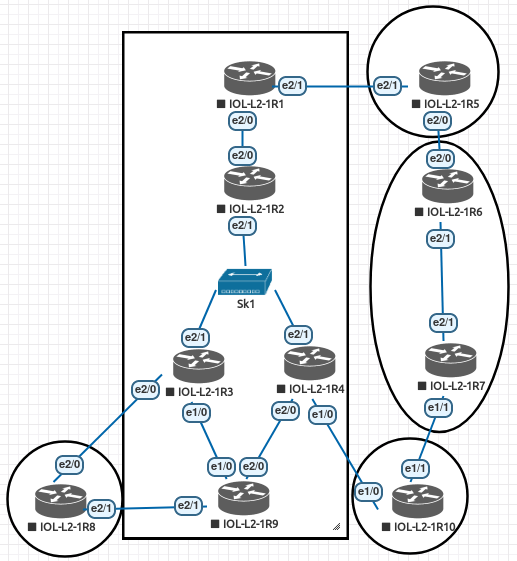 e2/1
e2/1
IOL-L2-1R1
IOL-L2-1R5
e2/0
e2/0
e2/0
e2/0
IOL-L2-1R2
IOL-L2-1R6
e2/1
e2/1
Sk1
e2/1
e2/1
e2/1
e2/0
IOL-L2-1R3
IOL-L2-1R4
IOL-L2-1R7
e1/0
e2/0
e1/0
e1/1
e2/0
e1/0
e2/0
e1/1
e1/0
e2/1
e2/1
IOL-L2-1R8
IOL-L2-1R9
IOL-L2-1R10